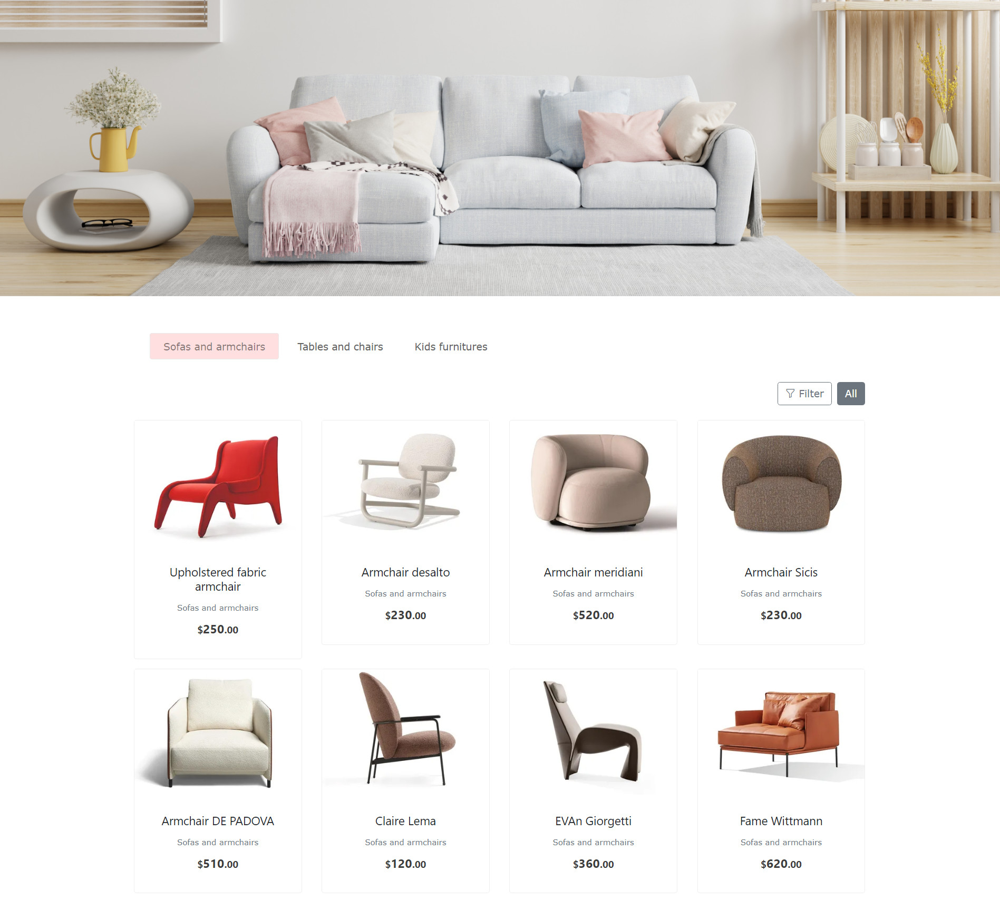 Sofas and armchairs
Tables and chairs
Kids furnitures
Filter
All
Upholstered fabric
armchair
Sofas and armchairs
$250.00
Armchair desalto
Sofas and armchairs
$230.00
Armchair meridiani
Sofas and armchairs
$520.00
Armchair Sicis
Sofas and armchairs
$230.00
Armchair DE PADOVA
Sofas and armchairs
$510.00
Claire Lema
Sofas and armchairs
$120.00
EVAn Giorgetti
Sofas and armchairs
$360.00
Fame Wittmann
Sofas and armchairs
$620.00